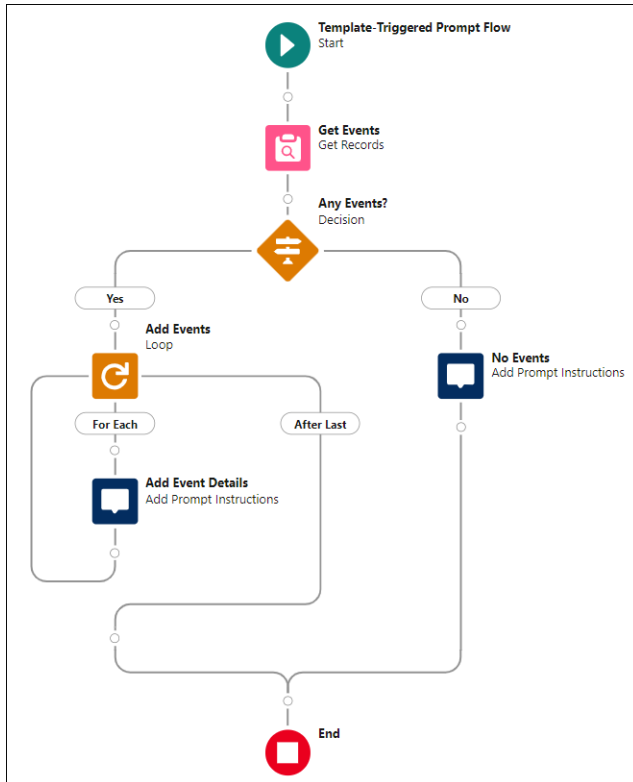 Template-Triggered Prompt Flow
Start
Get Events
Get Records
Any Events?
Decision
Yes
No
Add Events
Loop
No Events
Add Prompt Instructions
For Each
After Last
Add Event Details
Add Prompt Instructions
End